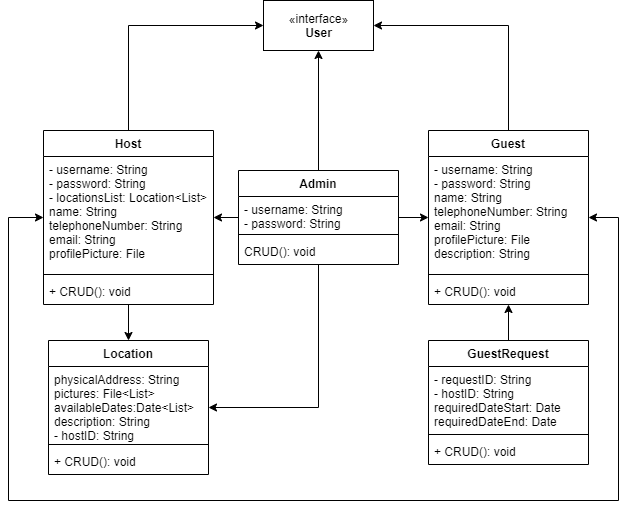 «interface»
User
Host
- username: String
- password: String
- locationsList: Location<List>
name: String
telephoneNumber: String
email: String
profilePicture: File
+ CRUD(): void
Admin
- username: String
- password: String
CRUD(): void
Guest
- username: String
- password: String
name: String
telephoneNumber: String
email: String
profilePicture: File
description: String
+ CRUD(): void
Location
physicalAddress: String
pictures: File<List>
availableDates:Date<List>
description: String
- hostID: String
+ CRUD(): void
GuestRequest
- requestID: String
- hostID: String
requiredDateStart: Date
requiredDateEnd: Date
+ CRUD(): void